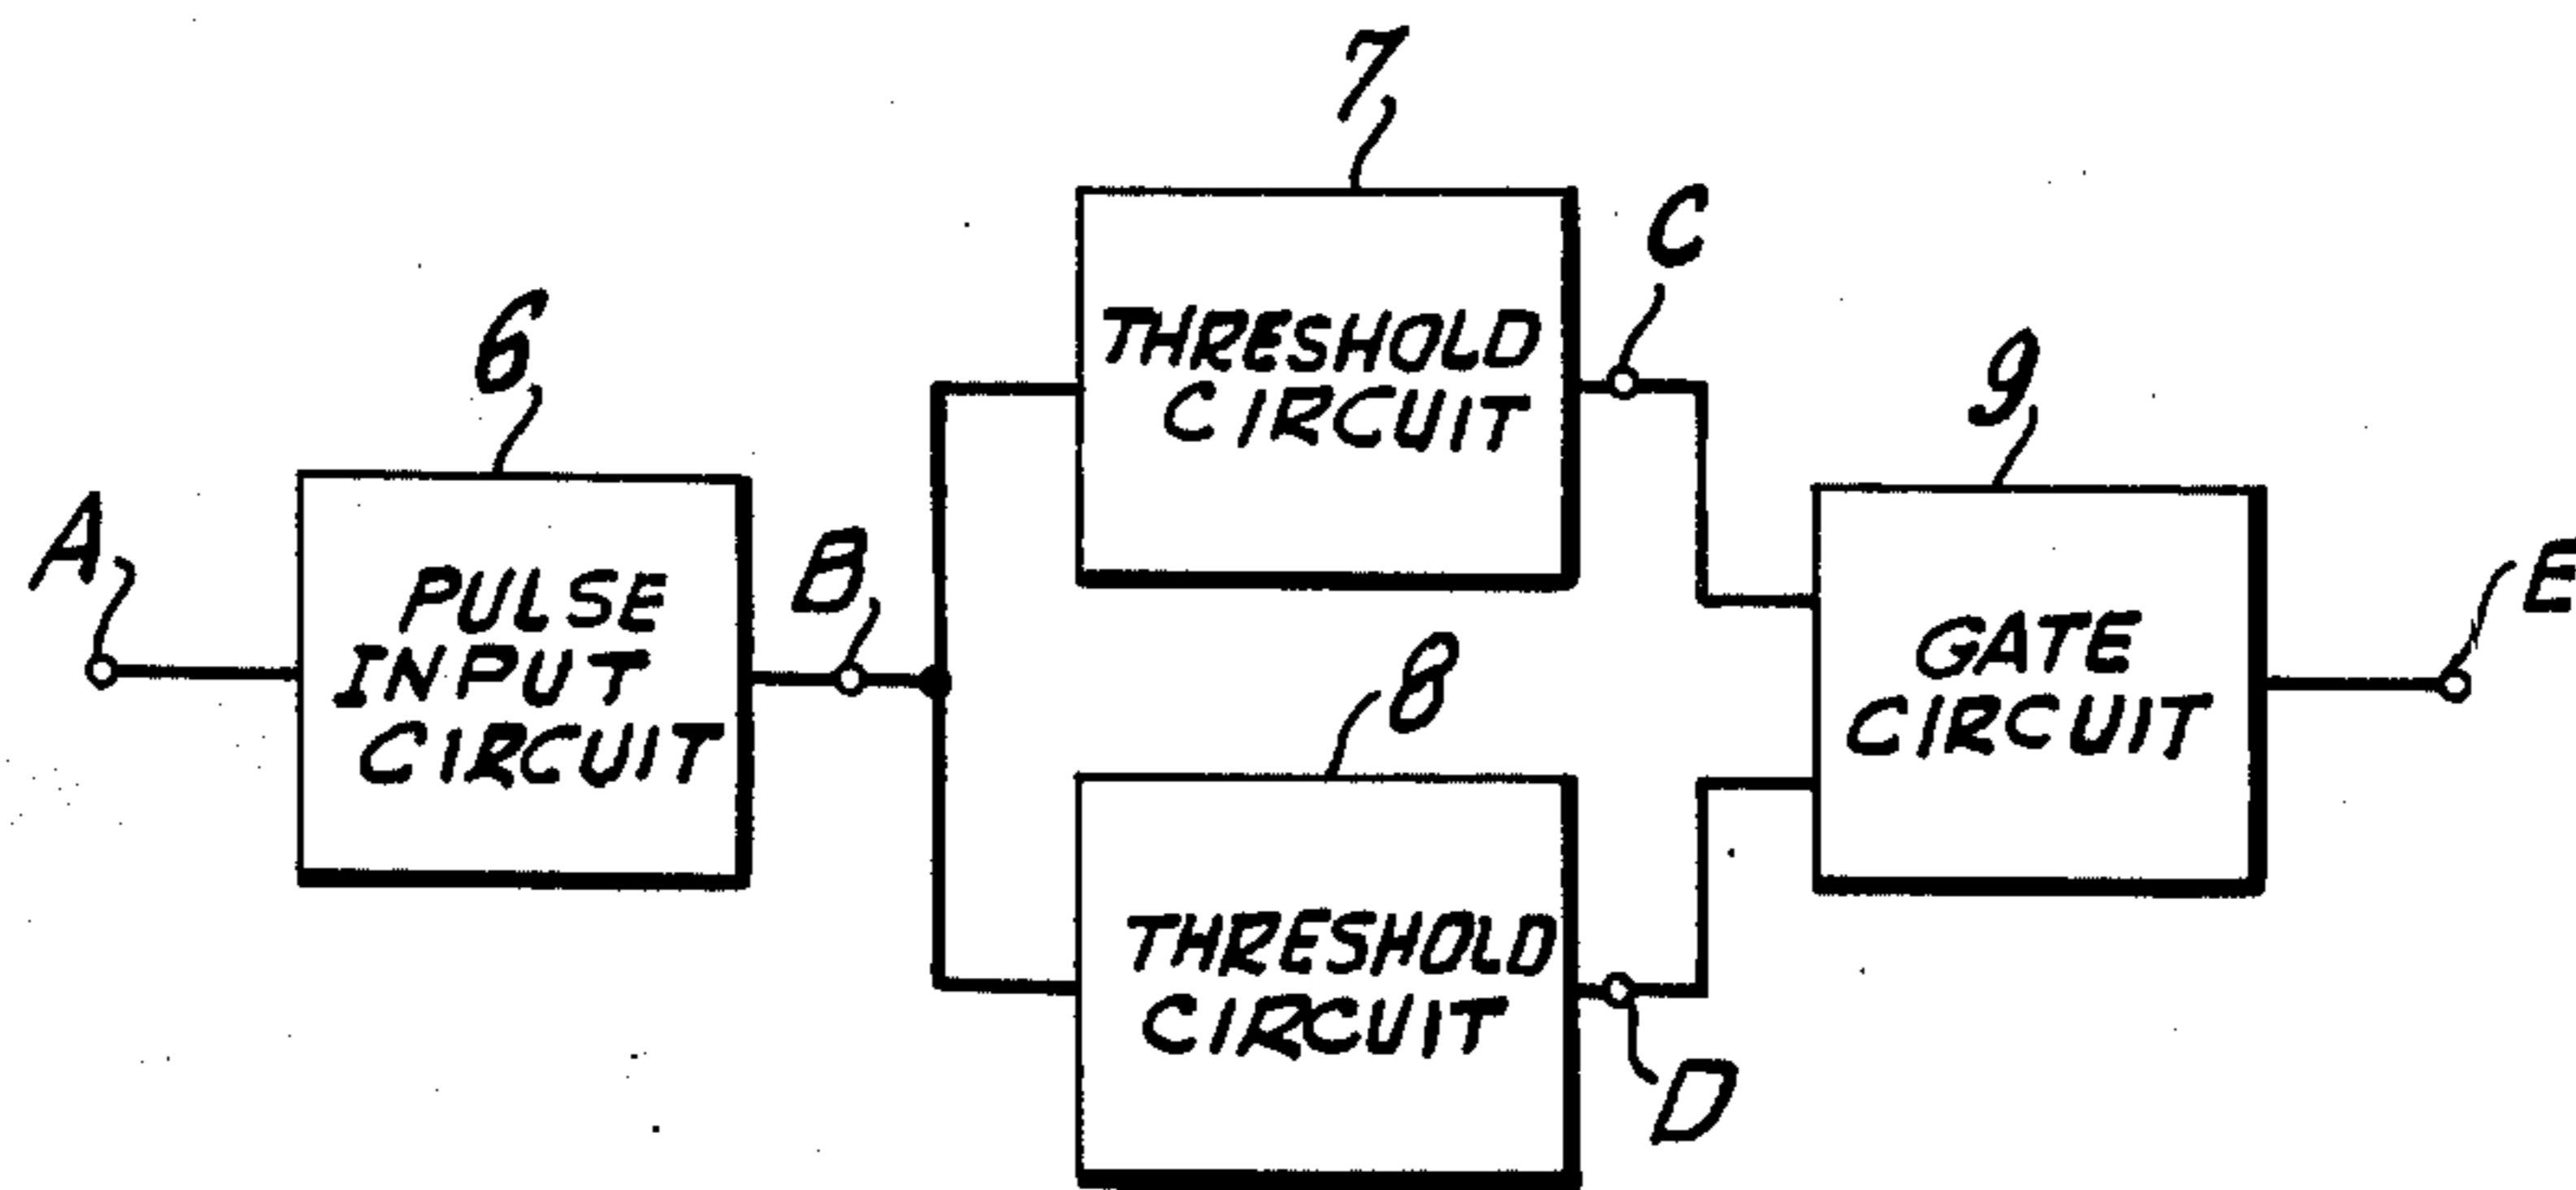 7
C
THRESHOLD
CIRCUIT
6
9
A
PULSE
INPUT
CIRCUIT
B
GATE
CIRCUIT
E
8
THRESHOLD
CIRCUIT
D